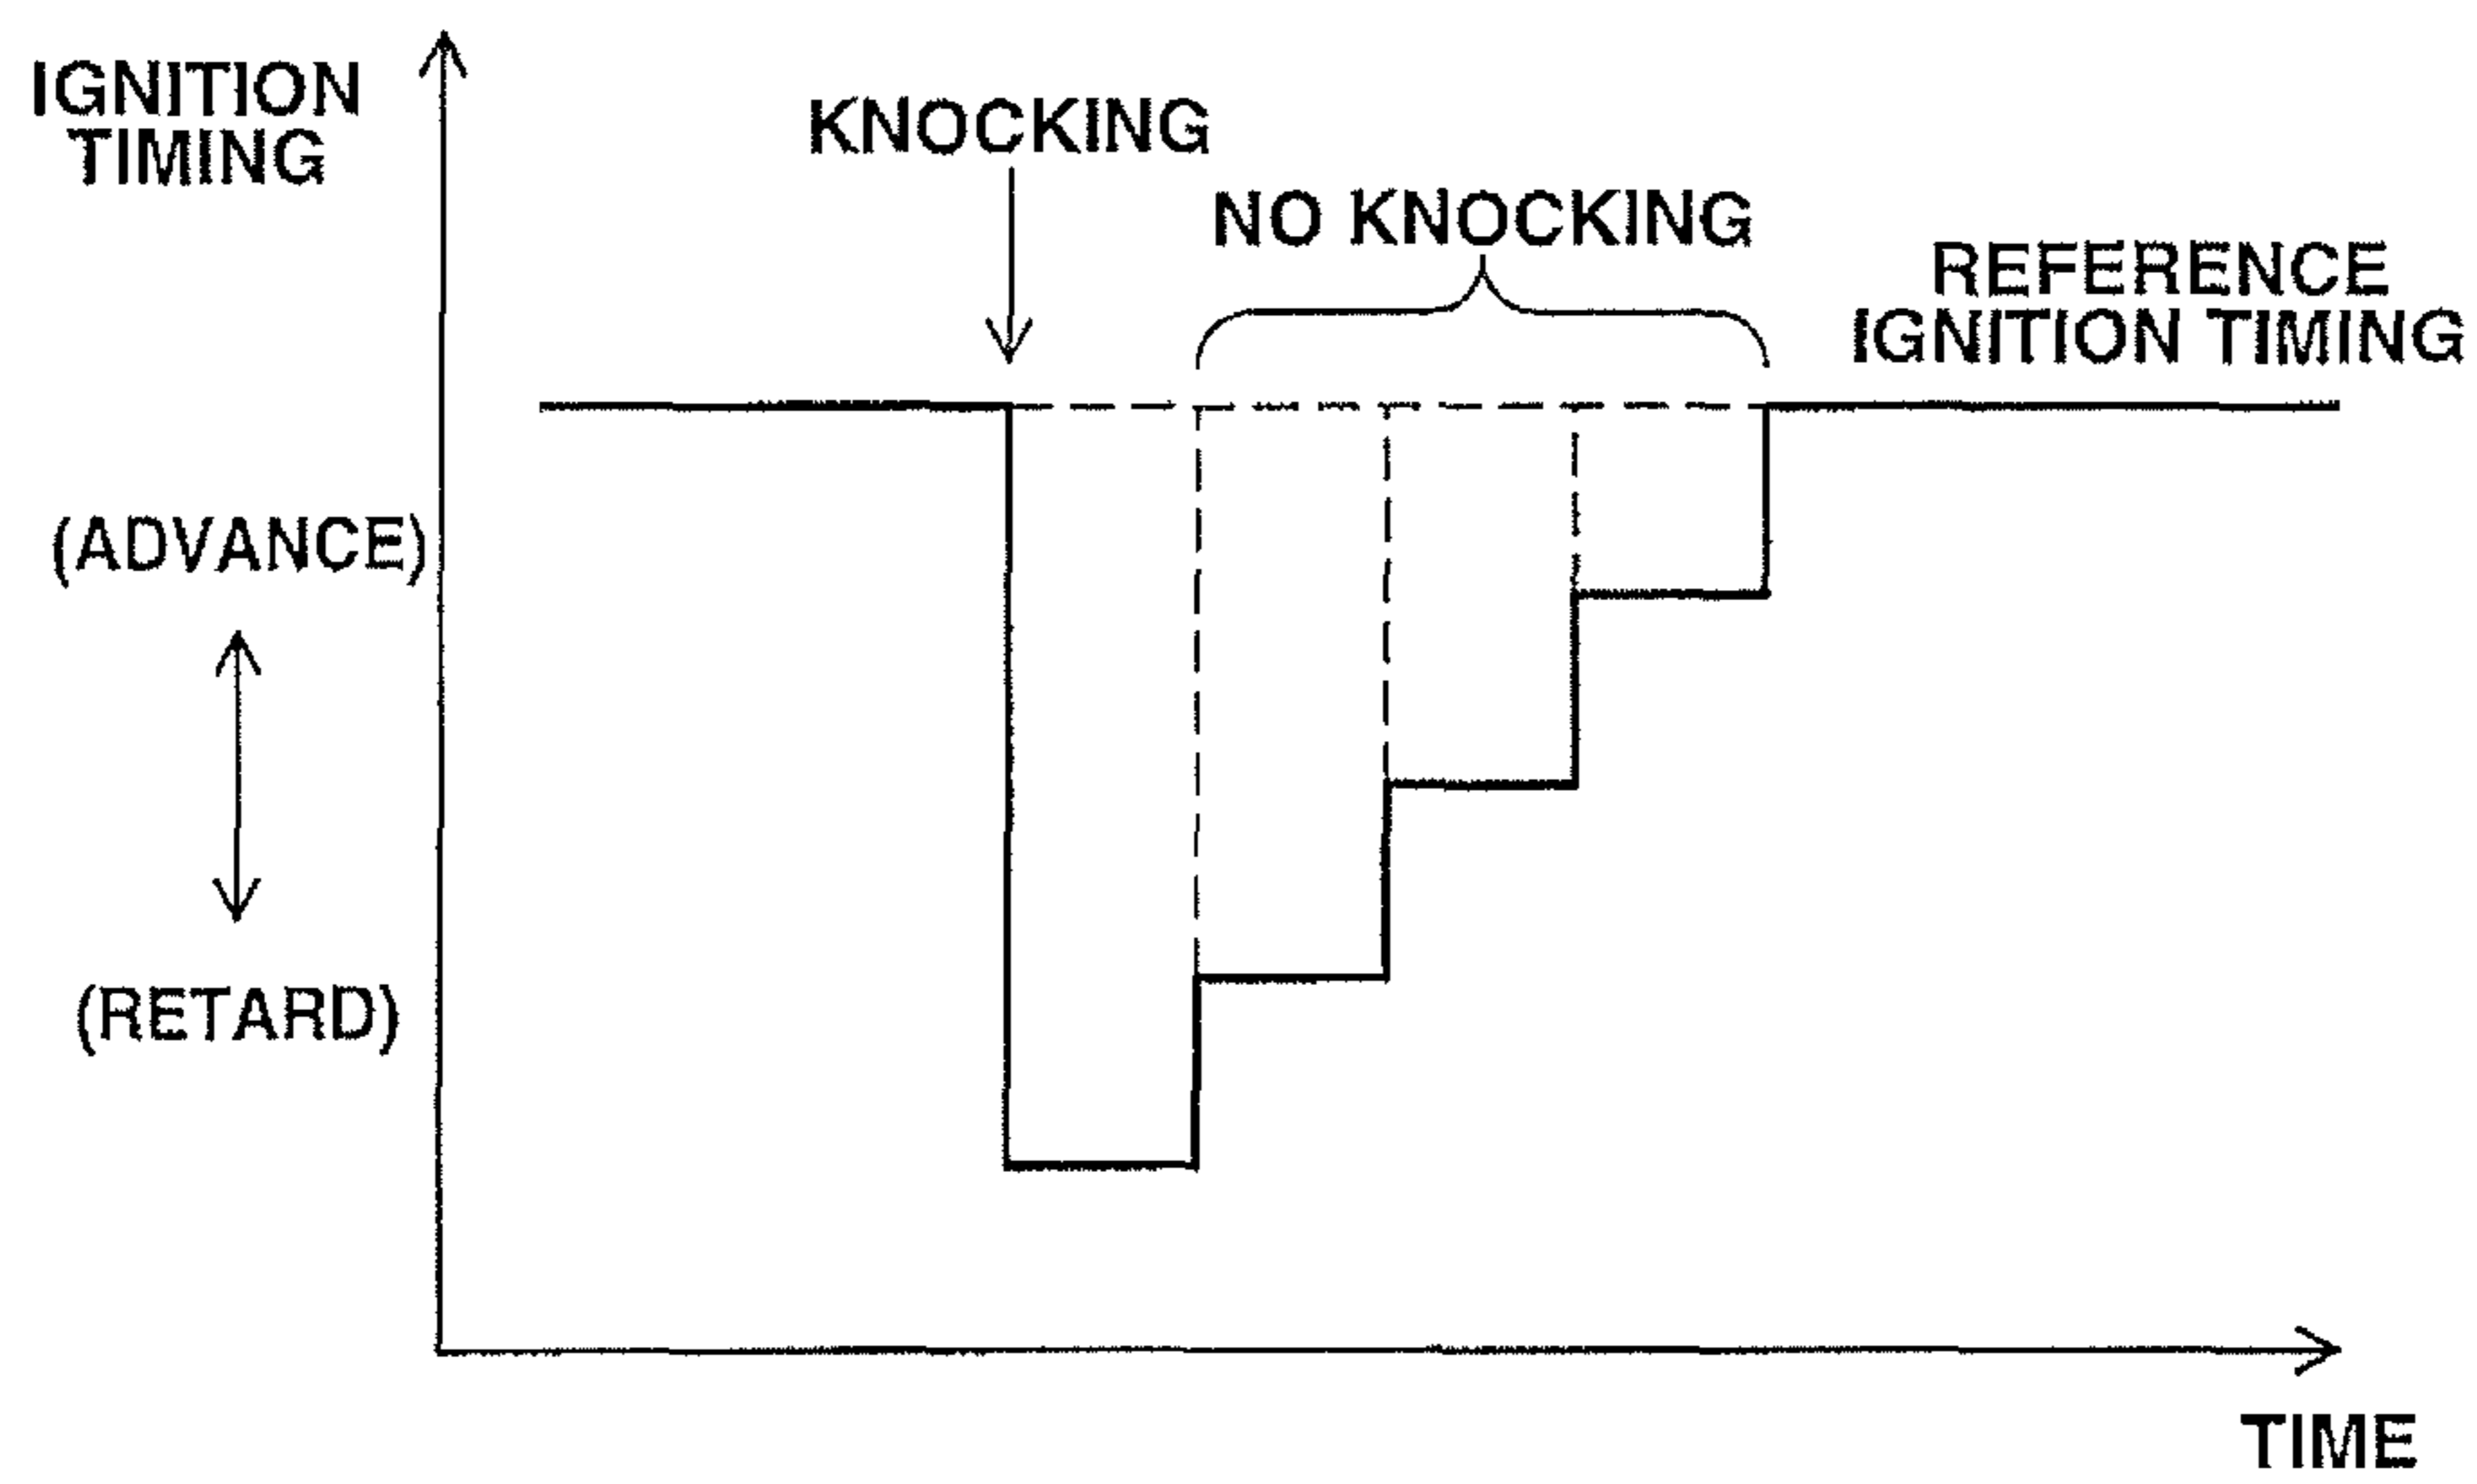 IGNITION
TIMING
KNOCKING
NO KNOCKING
REFERENCE
IGNITION TIMING
(ADVANCE)
(RETARD)
TIME